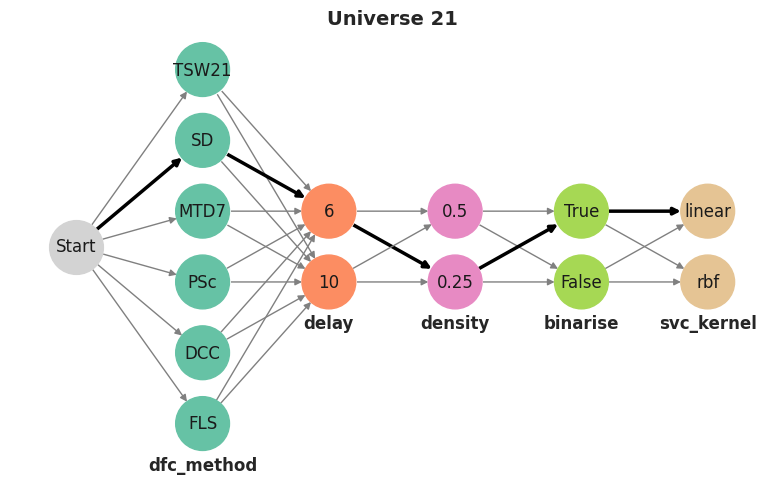 Universe 21
TSW21
SD
MTD7
6
0.5
True
linear
Start
PSc
10
0.25
False
rbf
delay
density
binarise
svc_kernel
DCC
FLS
dfc_method